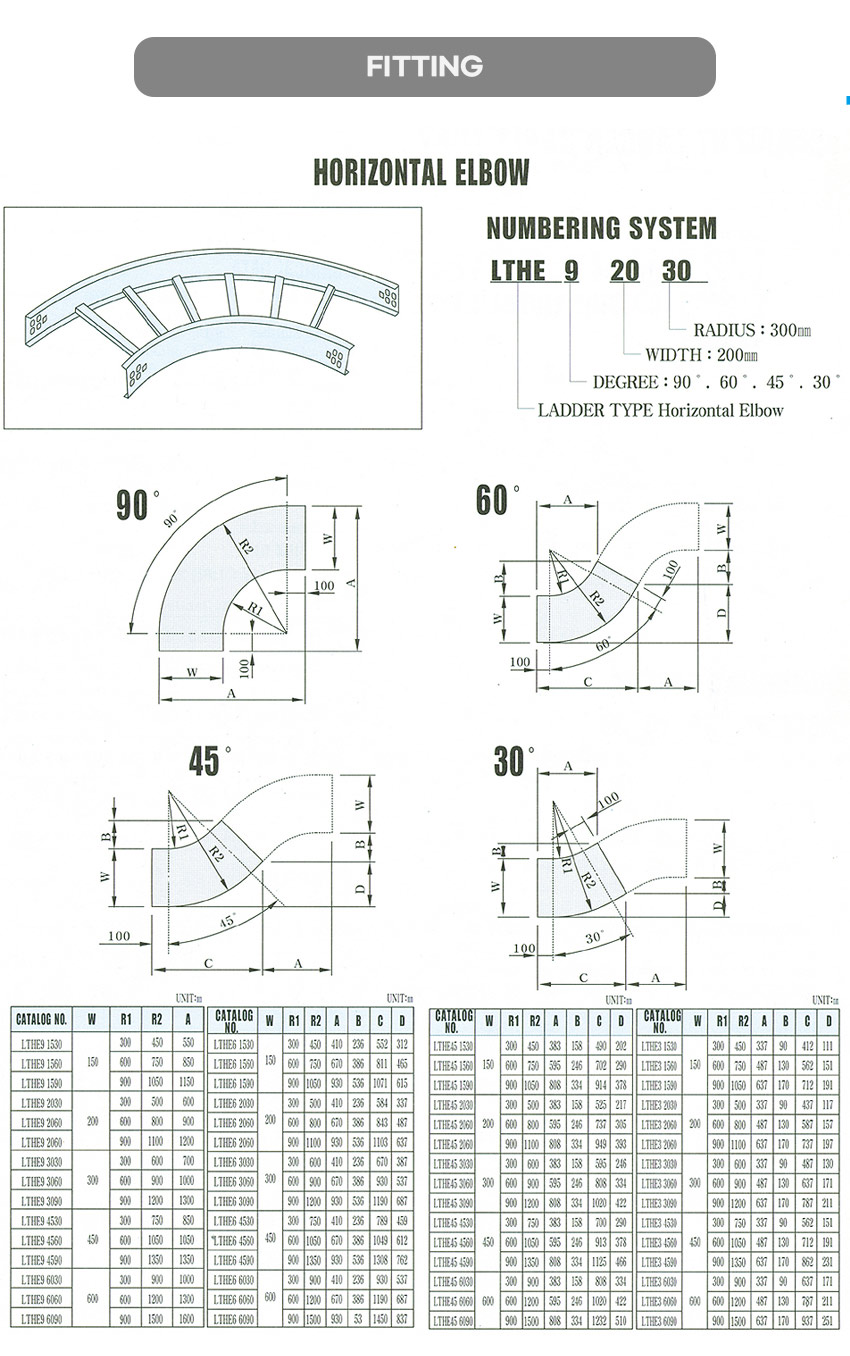 FITTING
HORIZONTAL ELBOW
NUMBERING SYSTEM
LTHE 9 20 30
RADIUS : 300mm
WIDTH : 200mm
DEGREE : 90°. 60°. 45°. 30°
LADDER TYPE Horizontal Elbow
90°
90°
R2
R1
W
A
100
100
W
A
60°
A
W
B
D
B
W
R1
R2
100
60°
100
C
A
45°
B
W
R1
R2
W
B
D
45°
100
C
A
30°
A
100
B
W
R1
R2
W
B
D
30°
100
C
A
UNIT:m
CATALOG NO. W R1 R2 A
LTHE9 1530 150 300 450 550
LTHE9 1560 600 750 850
LTHE9 1590 900 1050 1150
LTHE9 2030 200 300 500 600
LTHE9 2060 600 800 900
LTHE9 2060 900 1100 1200
LTHE9 3030 300 300 600 700
LTHE9 3060 600 900 1000
LTHE9 3090 900 1200 1300
LTHE9 4530 450 300 750 850
LTHE9 4560 600 1050 1050
LTHE9 4590 900 1350 1350
LTHE9 6030 600 300 900 1000
LTHE9 6060 600 1200 1300
LTHE9 6090 900 1500 1600
UNIT:m
CATALOG NO. W R1 R2 A B C D
LTHE6 1530 150 300 450 410 236 552 312
LTHE6 1560 600 750 670 386 811 465
LTHE6 1590 900 1050 930 536 1071 615
LTHE6 2030 200 300 500 410 236 584 337
LTHE6 2060 600 800 670 386 843 487
LTHE6 2060 900 1100 930 536 1103 637
LTHE6 3030 300 300 600 410 236 670 387
LTHE6 3060 600 900 670 386 930 537
LTHE6 3090 900 1200 930 536 1190 687
LTHE6 4530 450 300 750 410 236 789 459
LTHE6 4560 600 1050 670 386 1049 612
LTHE6 4590 900 1350 930 536 1308 762
LTHE6 6030 600 300 900 410 236 930 537
LTHE6 6060 600 1200 670 386 1190 687
LTHE6 6090 900 1500 930 53 1450 837
UNIT:m
CATALOG NO. W R1 R2 A B C D
LTHE45 1530 150 300 450 383 158 490 202
LTHE45 1560 600 750 595 246 702 290
LTHE45 1590 900 1050 808 334 914 378
LTHE45 2030 200 300 500 383 158 525 217
LTHE45 2060 600 800 595 246 737 305
LTHE45 2060 900 1100 808 334 949 393
LTHE45 3030 300 300 600 383 158 595 246
LTHE45 3060 600 900 595 246 808 334
LTHE45 3090 900 1200 808 334 1020 422
LTHE45 4530 450 300 750 383 158 700 290
LTHE45 4560 600 1050 595 246 913 378
LTHE45 4590 900 1350 808 334 1125 466
LTHE45 6030 600 300 900 383 158 808 334
LTHE45 6060 600 1200 595 246 1020 422
LTHE45 6090 900 1500 808 334 1232 510
UNIT:m
CATALOG NO. W R1 R2 A B C D
LTHE3 1530 150 300 450 337 90 412 111
LTHE3 1560 600 750 487 130 562 151
LTHE3 1590 900 1050 637 170 712 191
LTHE3 2030 200 300 500 337 90 437 117
LTHE3 2060 600 800 487 130 587 157
LTHE3 2060 900 1100 637 170 737 197
LTHE3 3030 300 300 600 337 90 487 130
LTHE3 3060 600 900 487 130 637 171
LTHE3 3090 900 1200 637 170 787 211
LTHE3 4530 450 300 750 337 90 562 151
LTHE3 4560 600 1050 487 130 712 191
LTHE3 4590 900 1350 637 170 862 231
LTHE3 6030 600 300 900 337 90 637 171
LTHE3 6060 600 1200 487 130 787 211
LTHE3 6090 900 1500 637 170 937 251